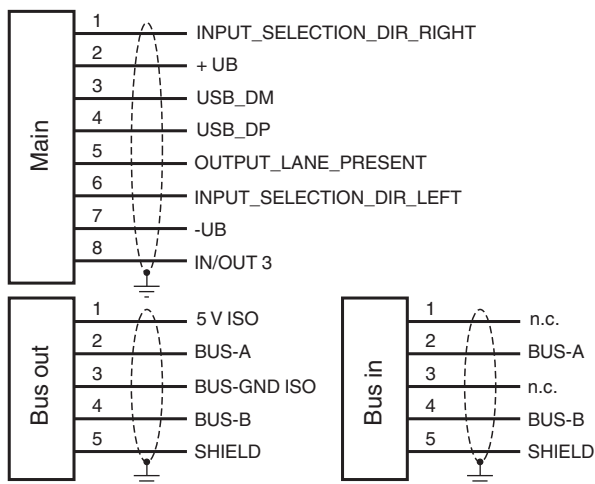 Main
1 INPUT_SELECTION_DIR_RIGHT
2 + UB
3 USB_DM
4 USB_DP
5 OUTPUT_LANE_PRESENT
6 INPUT_SELECTION_DIR_LEFT
7 -UB
8 IN/OUT 3
Bus out
1 5 V ISO
2 BUS-A
3 BUS-GND ISO
4 BUS-B
5 SHIELD
Bus in
1 n.c.
2 BUS-A
3 n.c.
4 BUS-B
5 SHIELD